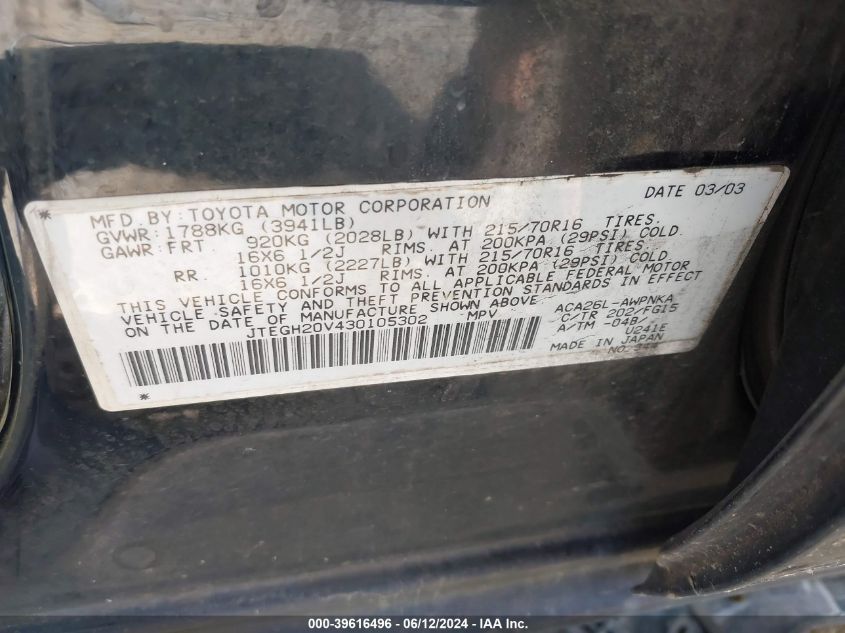 MFD BY: TOYOTA MOTOR CORPORATION DATE 03/03
GVWR: 1788KG (3941LB)
GAWR: FRT 920KG (2028LB) WITH 215/70R16 TIRES.
16X6 1/2J RIMS. AT 200KPA (29PSI) COLD
RR. 1010KG (2227LB) WITH 215/70R16 TIRES.
16X6 1/2J RIMS. AT 200KPA (29PSI) COLD
THIS VEHICLE CONFORMS TO ALL APPLICABLE FEDERAL MOTOR
VEHICLE SAFETY AND THEFT PREVENTION STANDARDS IN EFFECT
ON THE DATE OF MANUFACTURE SHOWN ABOVE.
JTEGH20V430105302 MPV
ACA26L-AWPNKA
C/TR 202/FG15
A/TM -04B/
U241E
MADE IN JAPAN
NO.
000-39616496 - 06/12/2024 - IAA Inc.